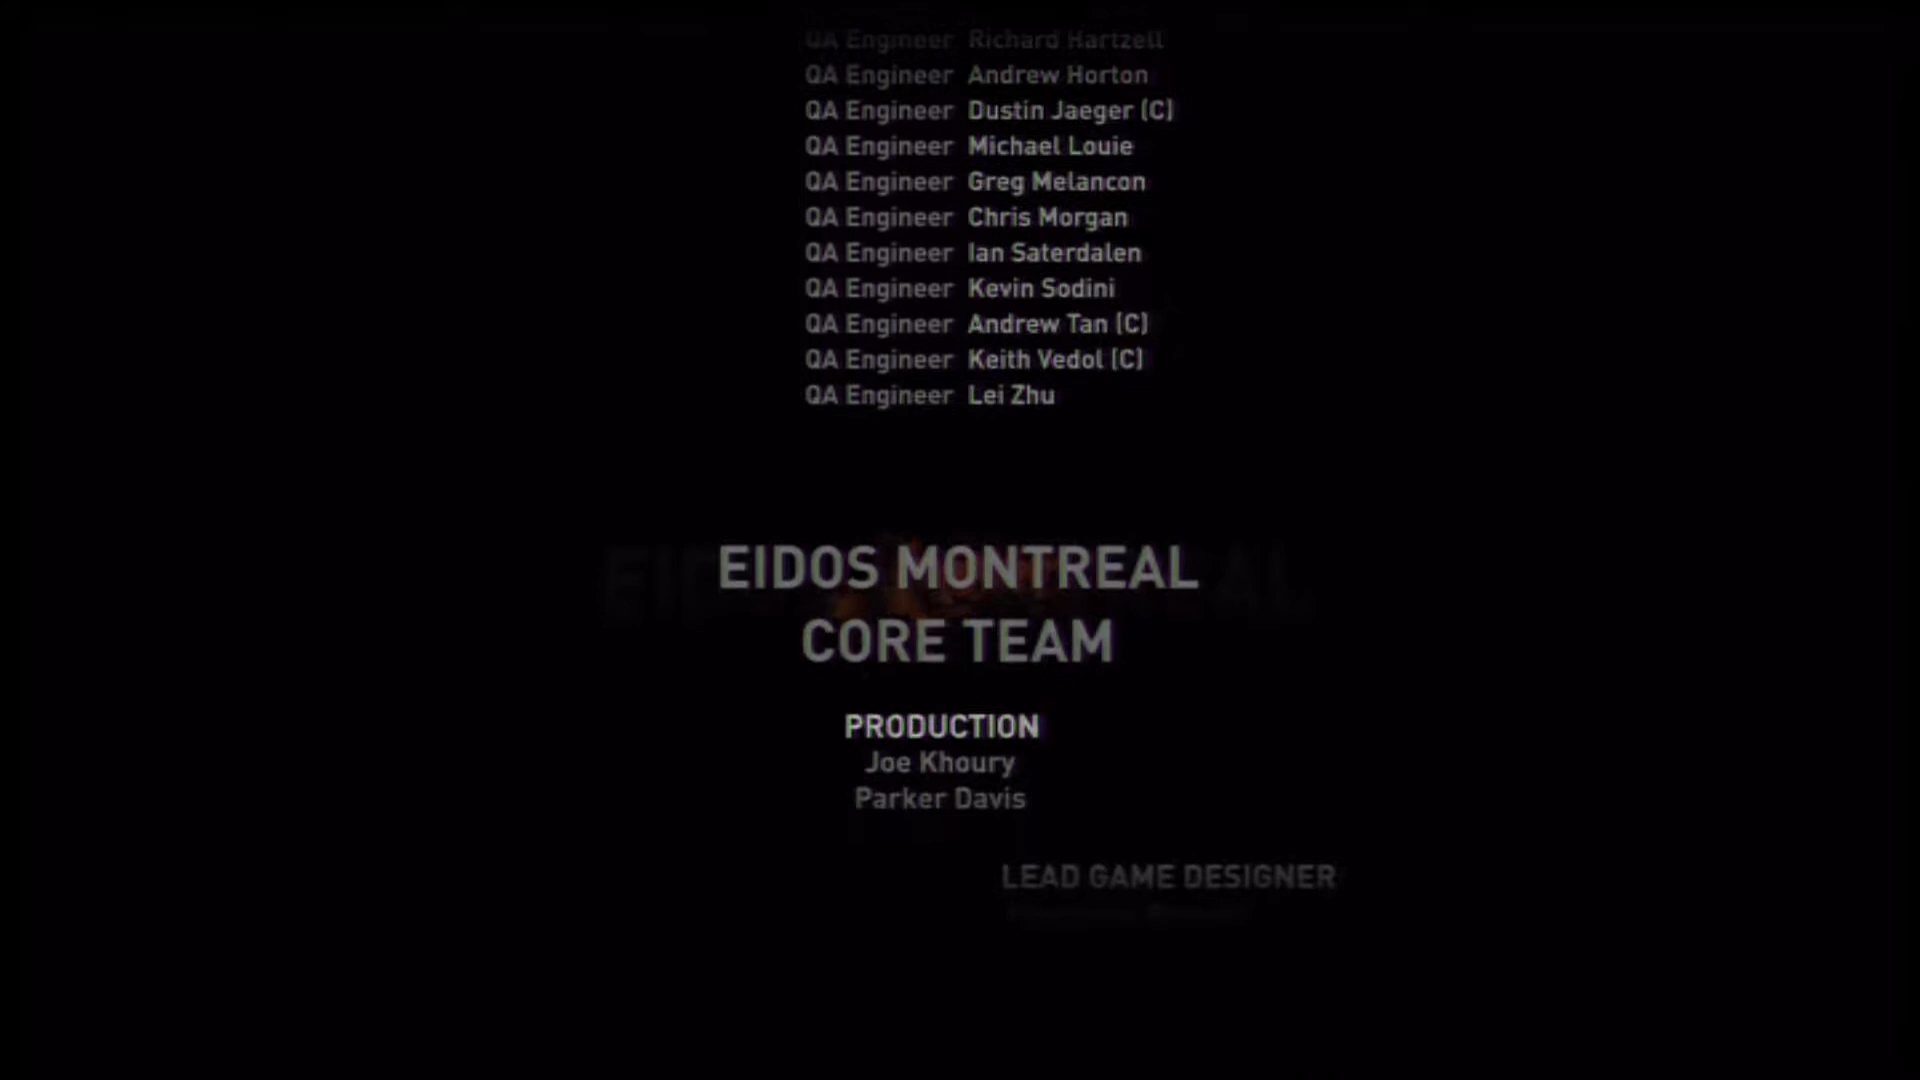 QA Engineer Richard Hartzell
QA Engineer Andrew Horton
QA Engineer Dustin Jaeger (C)
QA Engineer Michael Louie
QA Engineer Greg Melancon
QA Engineer Chris Morgan
QA Engineer Ian Saterdalen
QA Engineer Kevin Sodini
QA Engineer Andrew Tan (C)
QA Engineer Keith Vedol (C)
QA Engineer Lei Zhu
EIDOS MONTREAL
CORE TEAM
PRODUCTION
Joe Khoury
Parker Davis
LEAD GAME DESIGNER